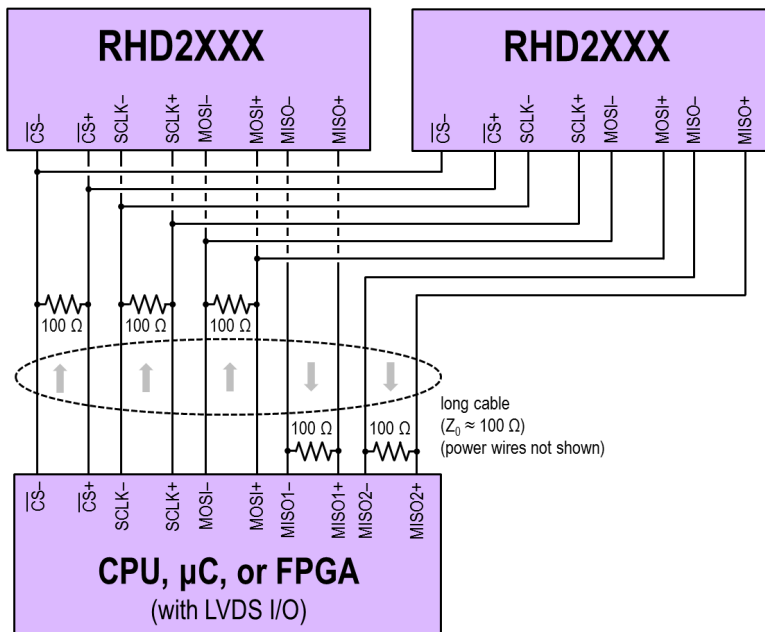 RHD2XXX
RHD2XXX
CS–
CS+
SCLK–
SCLK+
MOSI–
MOSI+
MISO–
MISO+
CS–
CS+
SCLK–
SCLK+
MOSI–
MOSI+
MISO–
MISO+
100 Ω
100 Ω
100 Ω
100 Ω
100 Ω
long cable
(Z₀ ≈ 100 Ω)
(power wires not shown)
CS–
CS+
SCLK–
SCLK+
MOSI–
MOSI+
MISO1–
MISO1+
MISO2–
MISO2+
CPU, µC, or FPGA
(with LVDS I/O)